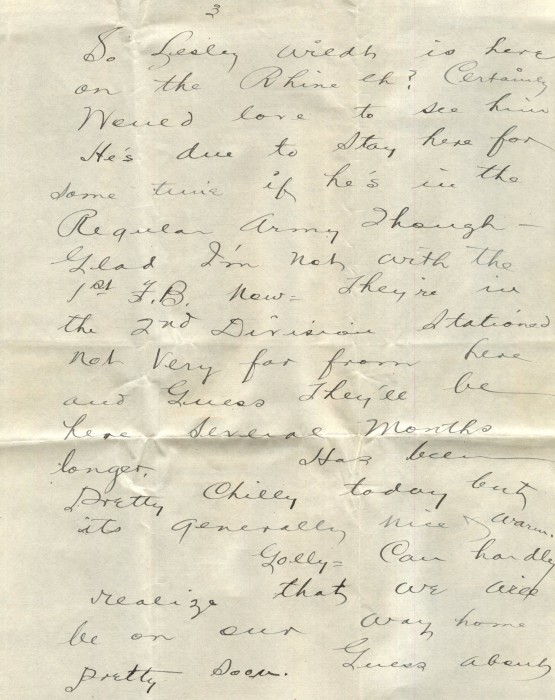 3
So Lesley Wildt is here
on the Rhine eh? Certainly
Would love to see him
He's due to stay here for
some time if he's in the
Regular Army though –
Glad I'm not with the
1st F.B. now = They're in
the 2nd Division Stationed
not very far from here
and Guess They'll be
here Several Months
longer. Has been
Pretty Chilly today but
its generally nice & warm.
Golly = Can hardly
realize that we will
be on our way home
pretty soon. Guess about